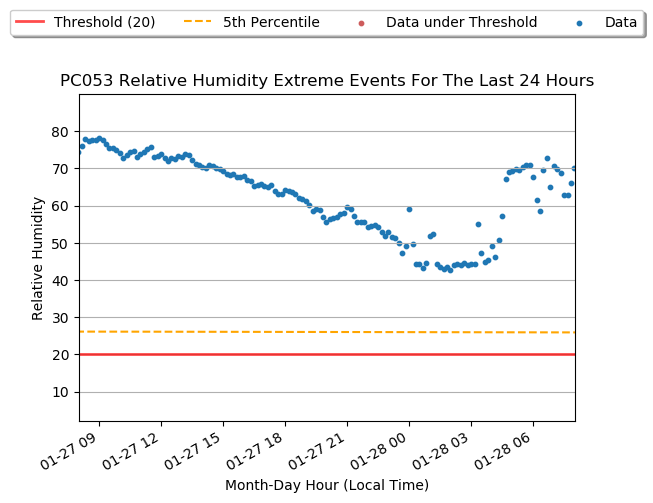 Threshold (20) 5th Percentile Data under Threshold Data
PC053 Relative Humidity Extreme Events For The Last 24 Hours
80
70
60
50
40
30
20
10
Relative Humidity
01-27 09 01-27 12 01-27 15 01-27 18 01-27 21 01-28 00 01-28 03 01-28 06
Month-Day Hour (Local Time)